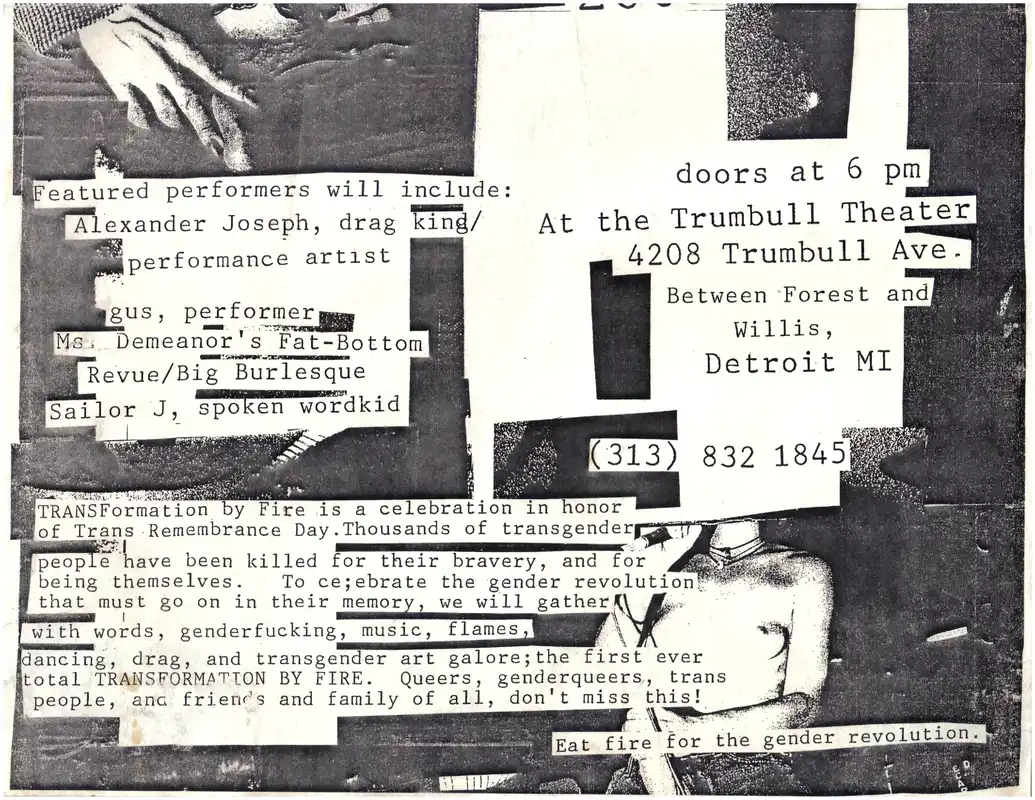 Featured performers will include:
Alexander Joseph, drag king/
performance artist
gus, performer
Ms. Demeanor's Fat-Bottom
Revue/Big Burlesque
Sailor J, spoken wordkid
doors at 6 pm
At the Trumbull Theater
4208 Trumbull Ave.
Between Forest and
Willis,
Detroit MI
(313) 832 1845
TRANSFormation by Fire is a celebration in honor
of Trans Remembrance Day.Thousands of transgender
people have been killed for their bravery, and for
being themselves. To ce;ebrate the gender revolution
that must go on in their memory, we will gather
with words, genderfucking, music, flames,
dancing, drag, and transgender art galore;the first ever
total TRANSFORMATION BY FIRE. Queers, genderqueers, trans
people, and friends and family of all, don't miss this!
Eat fire for the gender revolution.